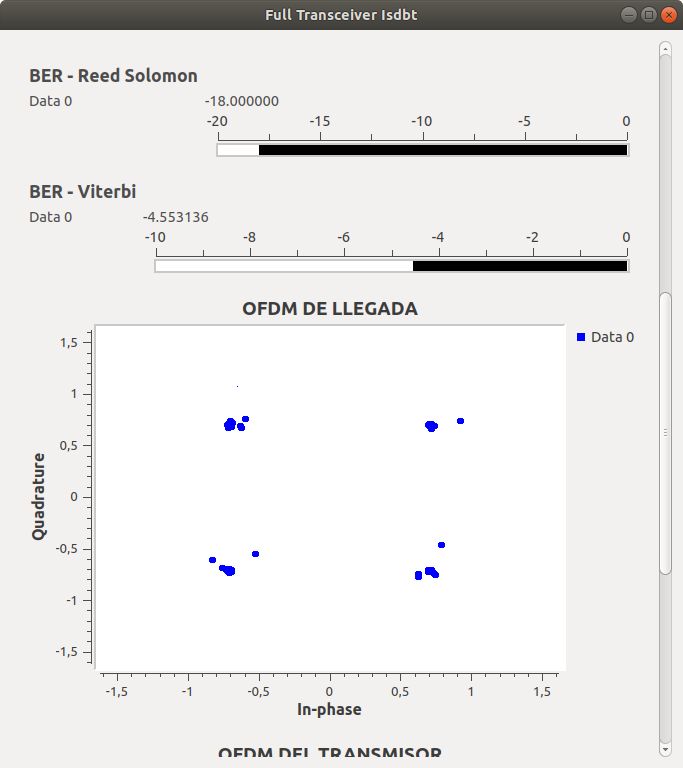 Full Transceiver Isdbt
BER - Reed Solomon
Data 0 -18.000000
-20 -15 -10 -5 0
BER - Viterbi
Data 0 -4.553136
-10 -8 -6 -4 -2 0
OFDM DE LLEGADA
Data 0
1,5
1
0,5
0
-0,5
-1
-1,5
Quadrature
-1,5 -1 -0,5 0 0,5 1 1,5
In-phase
OFDM DEL TRANSMISOR